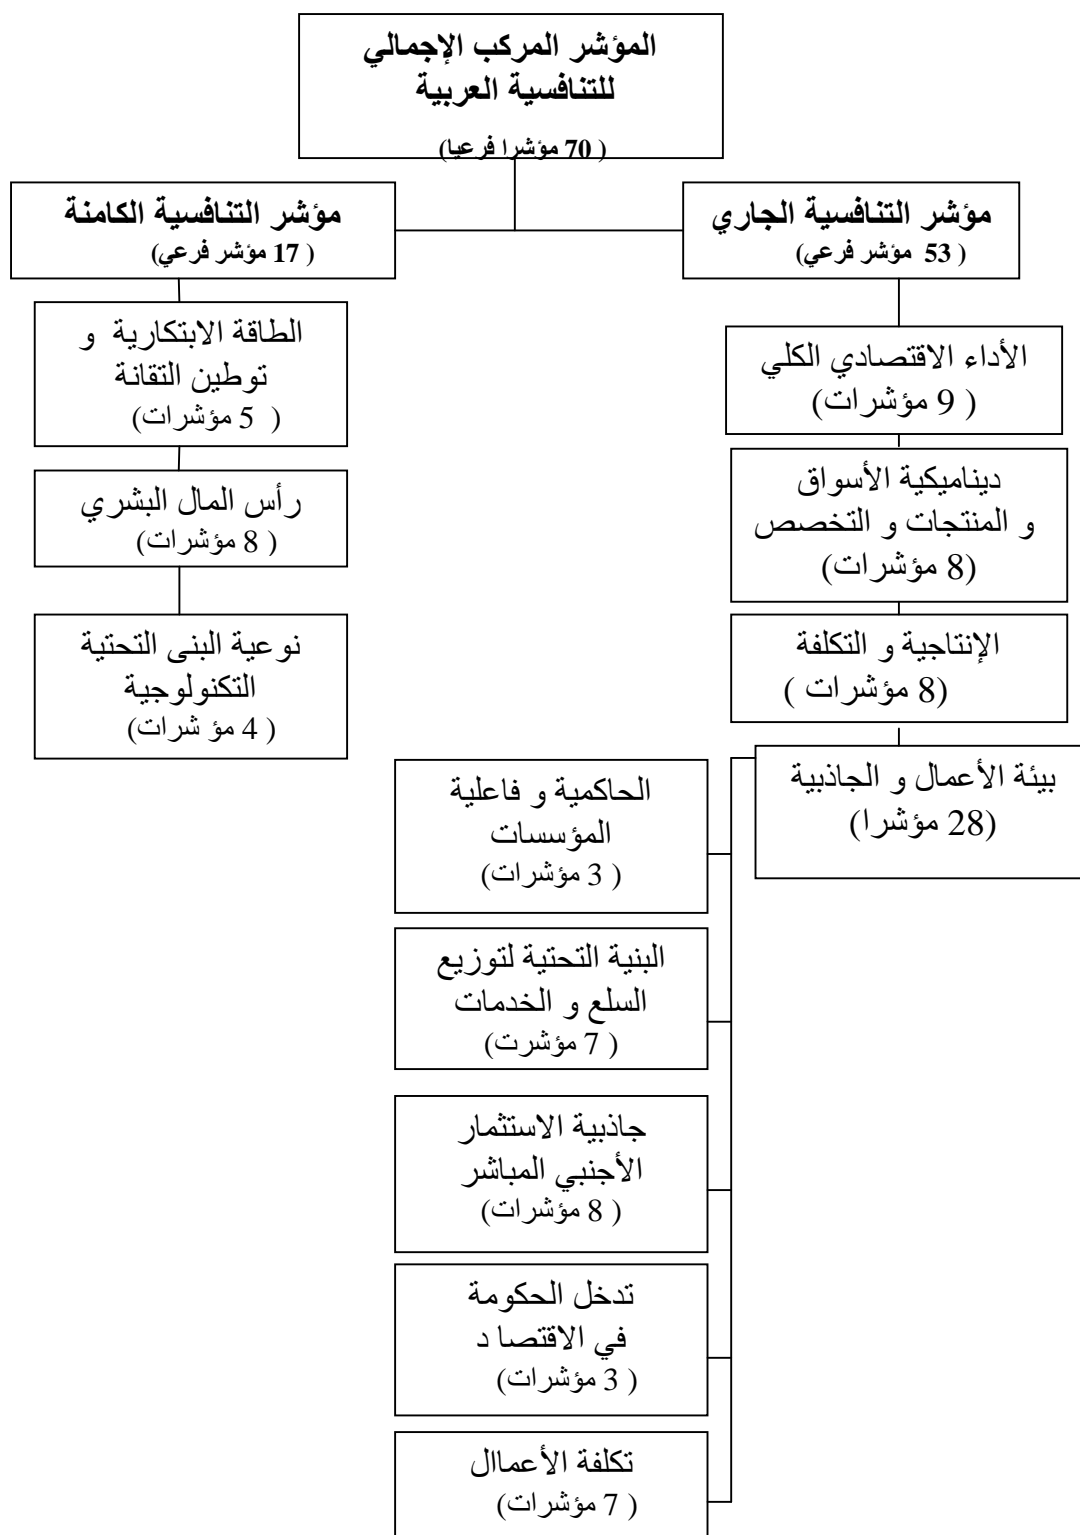 المؤشر المركب الإجمالي
للتنافسية العربية
( 70 مؤشرا فرعيا)
مؤشر التنافسية الجاري
( 53 مؤشر فرعي)
مؤشر التنافسية الكامنة
( 17 مؤشر فرعي)
الأداء الاقتصادي الكلي
( 9 مؤشرات)
ديناميكية الأسواق
و المنتجات و التخصص
(8 مؤشرات)
الإنتاجية و التكلفة
(8 مؤشرات )
بيئة الأعمال و الجاذبية
(28 مؤشرا)
الحاكمية و فاعلية
المؤسسات
( 3 مؤشرات)
البنية التحتية لتوزيع
السلع و الخدمات
( 7 مؤشرت)
جاذبية الاستثمار
الأجنبي المباشر
( 8 مؤشرات)
تدخل الحكومة
في الاقتصا د
( 3 مؤشرات)
تكلفة الأعماال
( 7 مؤشرات)
الطاقة الابتكارية و
توطين التقانة
( 5 مؤشرات)
رأس المال البشري
( 8 مؤشرات)
نوعية البنى التحتية
التكنولوجية
( 4 مؤ شرات)